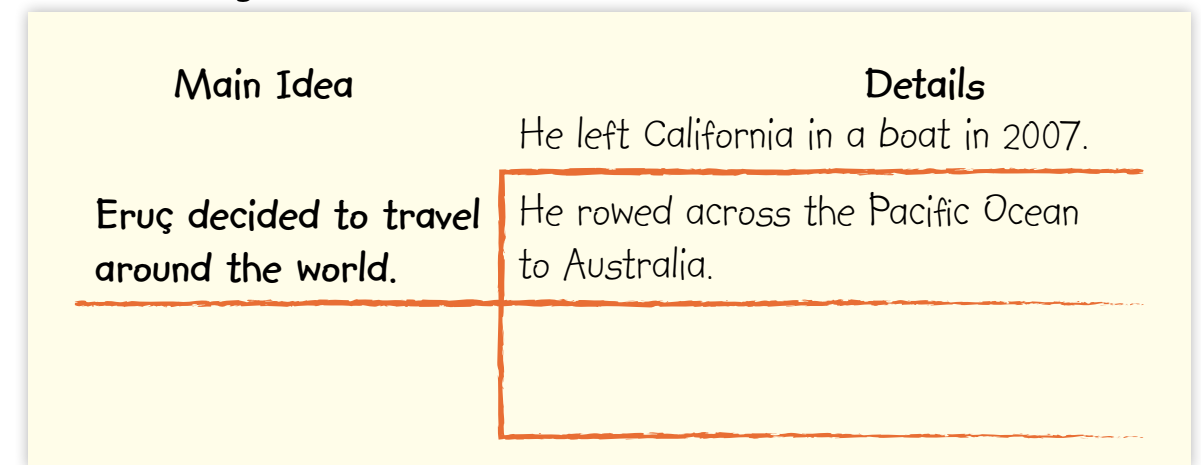 Main Idea
Details
He left California in a boat in 2007.
Eruç decided to travel
around the world.
He rowed across the Pacific Ocean
to Australia.